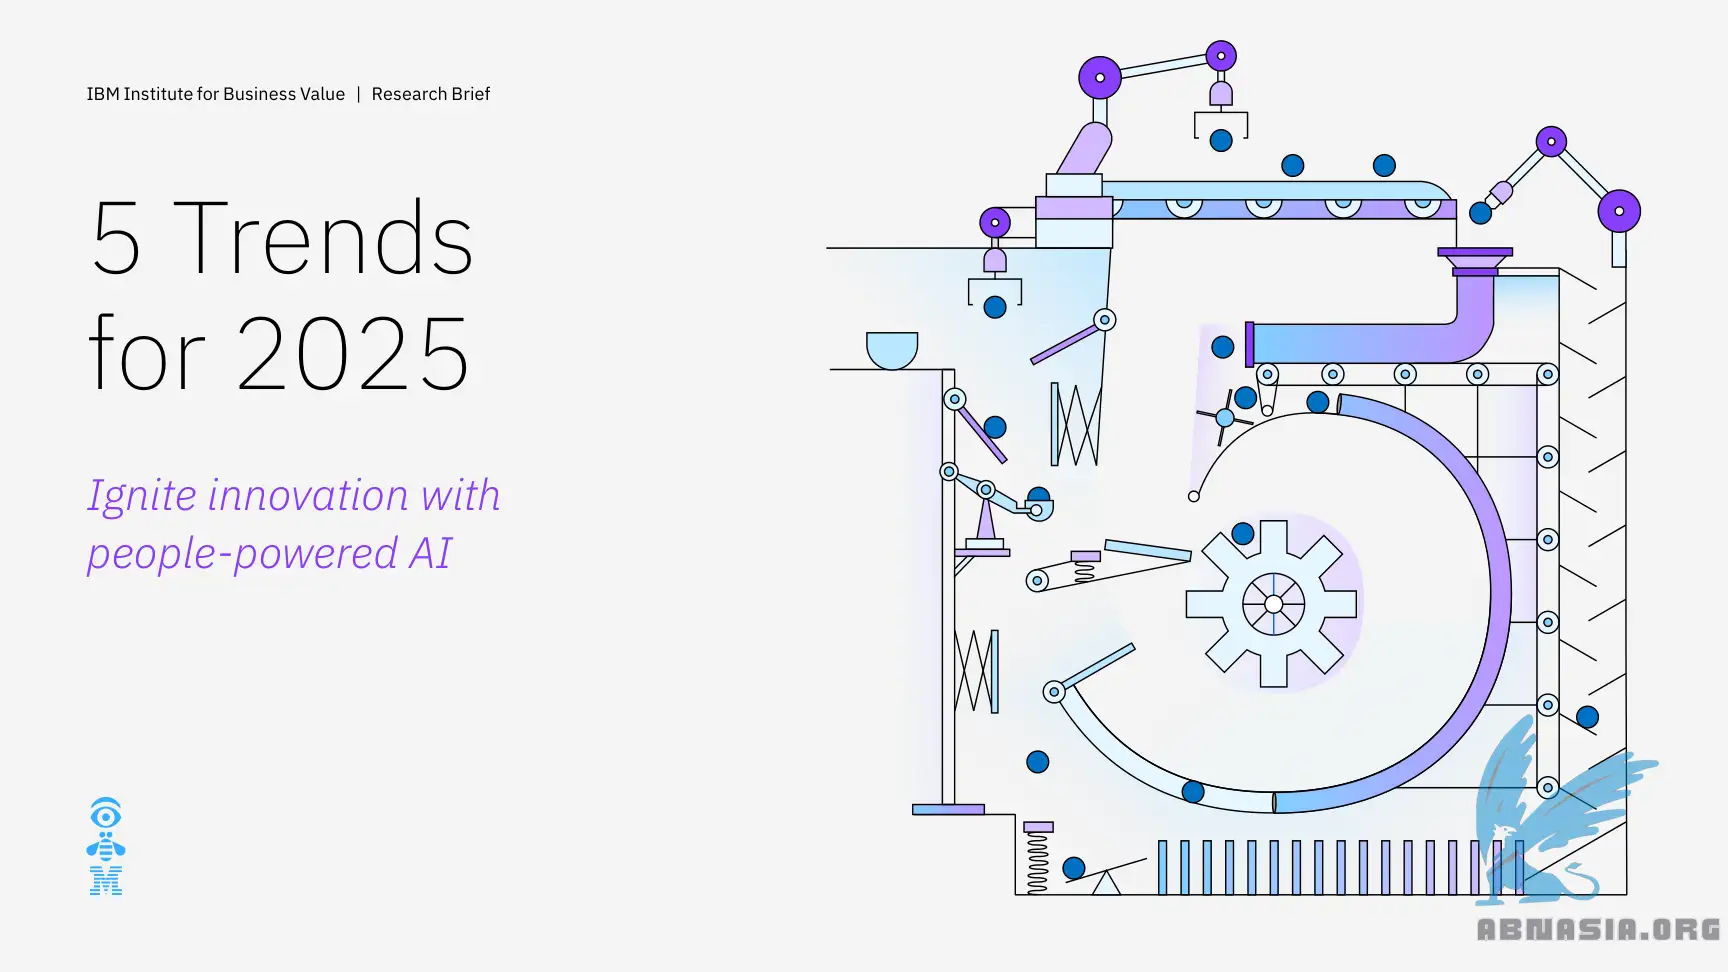 IBM Institute for Business Value | Research Brief
5 Trends
for 2025
Ignite innovation with
people-powered AI
M
ABNASIA.ORG